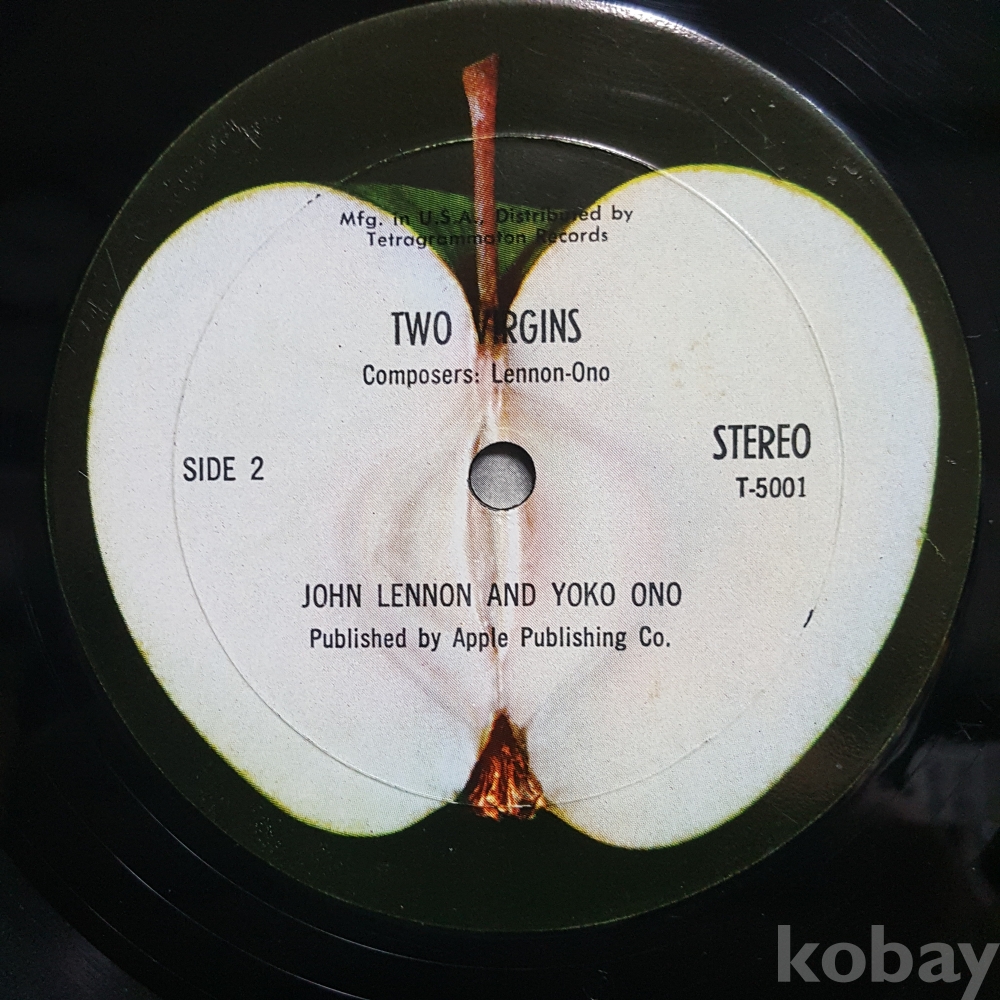 Mfg. in U.S.A., Distributed by
Tetragrammaton Records
TWO VIRGINS
Composers: Lennon-Ono
SIDE 2
STEREO
T-5001
JOHN LENNON AND YOKO ONO
Published by Apple Publishing Co.
kobay